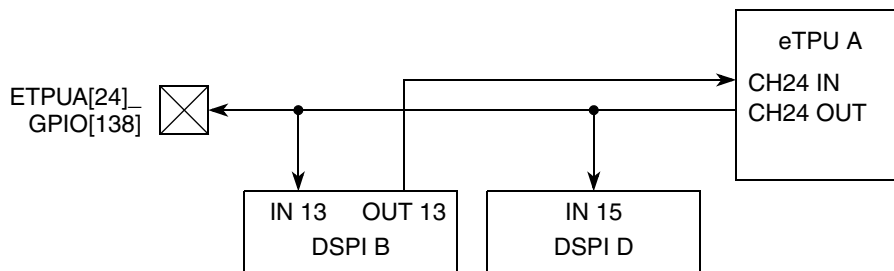 eTPU A
ETPUA[24]_
GPIO[138]
CH24 IN
CH24 OUT
IN 13 OUT 13
DSPI B
IN 15
DSPI D